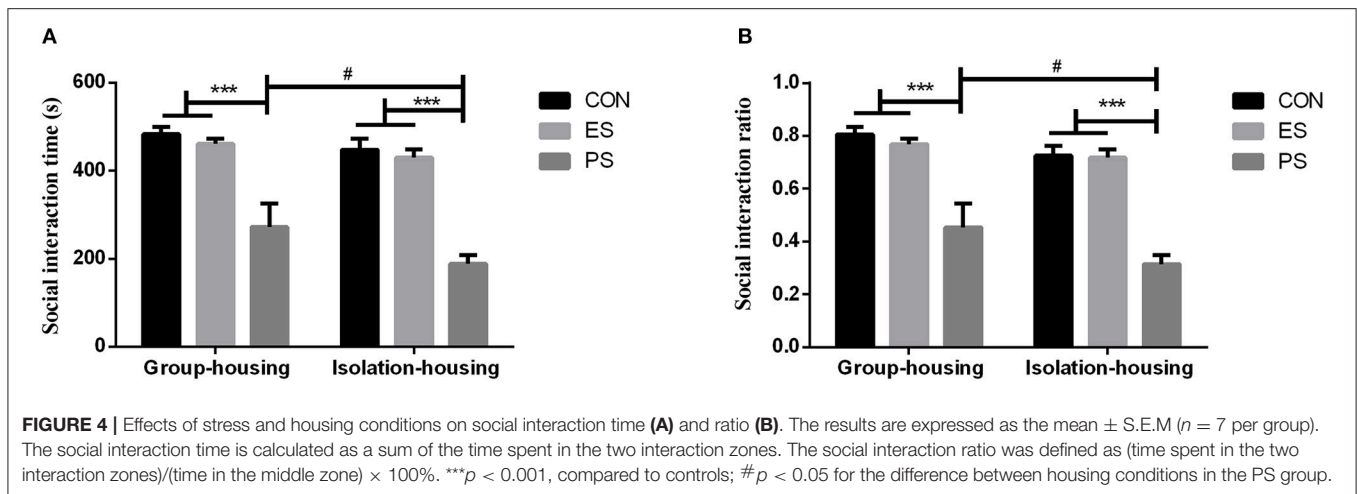 A
Social interaction time (s)
600
400
200
0
***
#
***
CON
ES
PS
Group-housing Isolation-housing
B
Social interaction ratio
1.0
0.8
0.6
0.4
0.2
0.0
***
#
***
CON
ES
PS
Group-housing Isolation-housing
FIGURE 4 | Effects of stress and housing conditions on social interaction time (A) and ratio (B). The results are expressed as the mean ± S.E.M (n = 7 per group).
The social interaction time is calculated as a sum of the time spent in the two interaction zones. The social interaction ratio was defined as (time spent in the two
interaction zones)/(time in the middle zone) × 100%. ***p < 0.001, compared to controls; #p < 0.05 for the difference between housing conditions in the PS group.